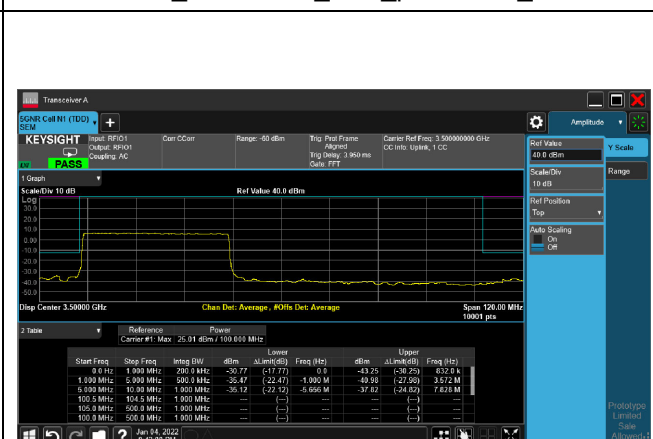 Transceiver A
5GNR Cell N1 (TDD)
SEM
+
Amplitude
KEYSIGHT
PASS
Input: RFIO1
Output: RFIO1
Coupling: AC
Corr CCorr
Range: -60 dBm
Trig: Prot Frame
Aligned
Trig Delay: 3.950 ms
Gate: FFT
Carrier Ref Freq: 3.500000000 GHz
CC Info: Uplink, 1 CC
Ref Value
40.0 dBm
Y Scale
Scale/Div
10 dB
Range
Ref Position
Top
Auto Scaling
On
Off
1 Graph
Scale/Div 10 dB
Ref Value 40.0 dBm
Log
30.0
20.0
10.0
0.00
-10.0
-20.0
-30.0
-40.0
-50.0
Disp Center 3.50000 GHz
Chan Det: Average, #Offs Det: Average
Span 120.00 MHz
10001 pts
2 Table
Reference Power
Carrier #1: Max 25.01 dBm / 100.000 MHz
Lower Upper
Start Freq Stop Freq Integ BW dBm ΔLimit(dB) Freq (Hz) dBm ΔLimit(dB) Freq (Hz)
0.0 Hz 1.000 MHz 200.0 kHz -30.77 (-17.77) 0.0 -43.25 (-30.25) 832.0 k
1.000 MHz 5.000 MHz 500.0 kHz -35.47 (-22.47) -1.000 M -40.98 (-27.98) 3.572 M
5.000 MHz 10.00 MHz 1.000 MHz -35.12 (-22.12) -5.666 M -37.82 (-24.82) 7.828 M
100.5 MHz 104.5 MHz 1.000 MHz --- (---) --- (---)
105.0 MHz 500.0 MHz 1.000 MHz --- (---) --- (---)
100.0 MHz 500.0 MHz 1.000 MHz --- (---) --- (---)
Prototype
Limited
Sale
Allowed
?
Jan 04, 2022